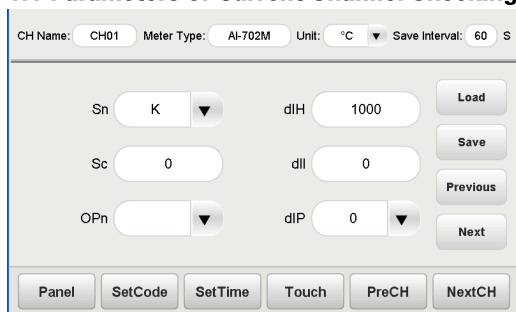 CH Name: CH01 Meter Type: AI-702M Unit: °C Save Interval: 60 S
Sn K dIH 1000 Load
Sc 0 dII 0 Save
Previous
OPn dIP 0 Next
Panel SetCode SetTime Touch PreCH NextCH